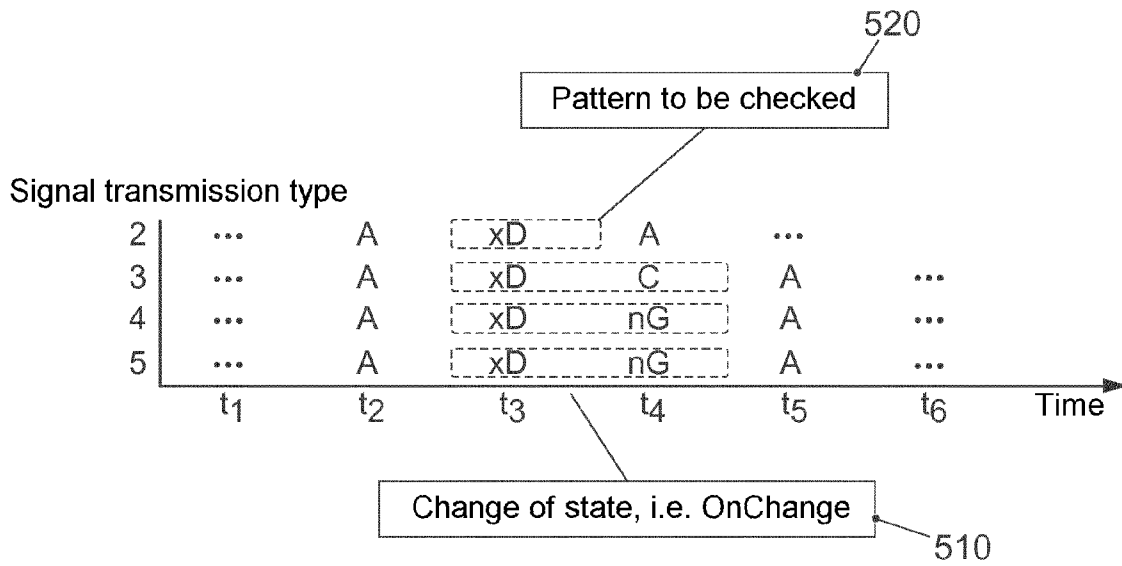 520
Pattern to be checked
Signal transmission type
2 ... A xD A ...
3 ... A xD C A ...
4 ... A xD nG A ...
5 ... A xD nG A ...
t1 t2 t3 t4 t5 t6 Time
Change of state, i.e. OnChange
510